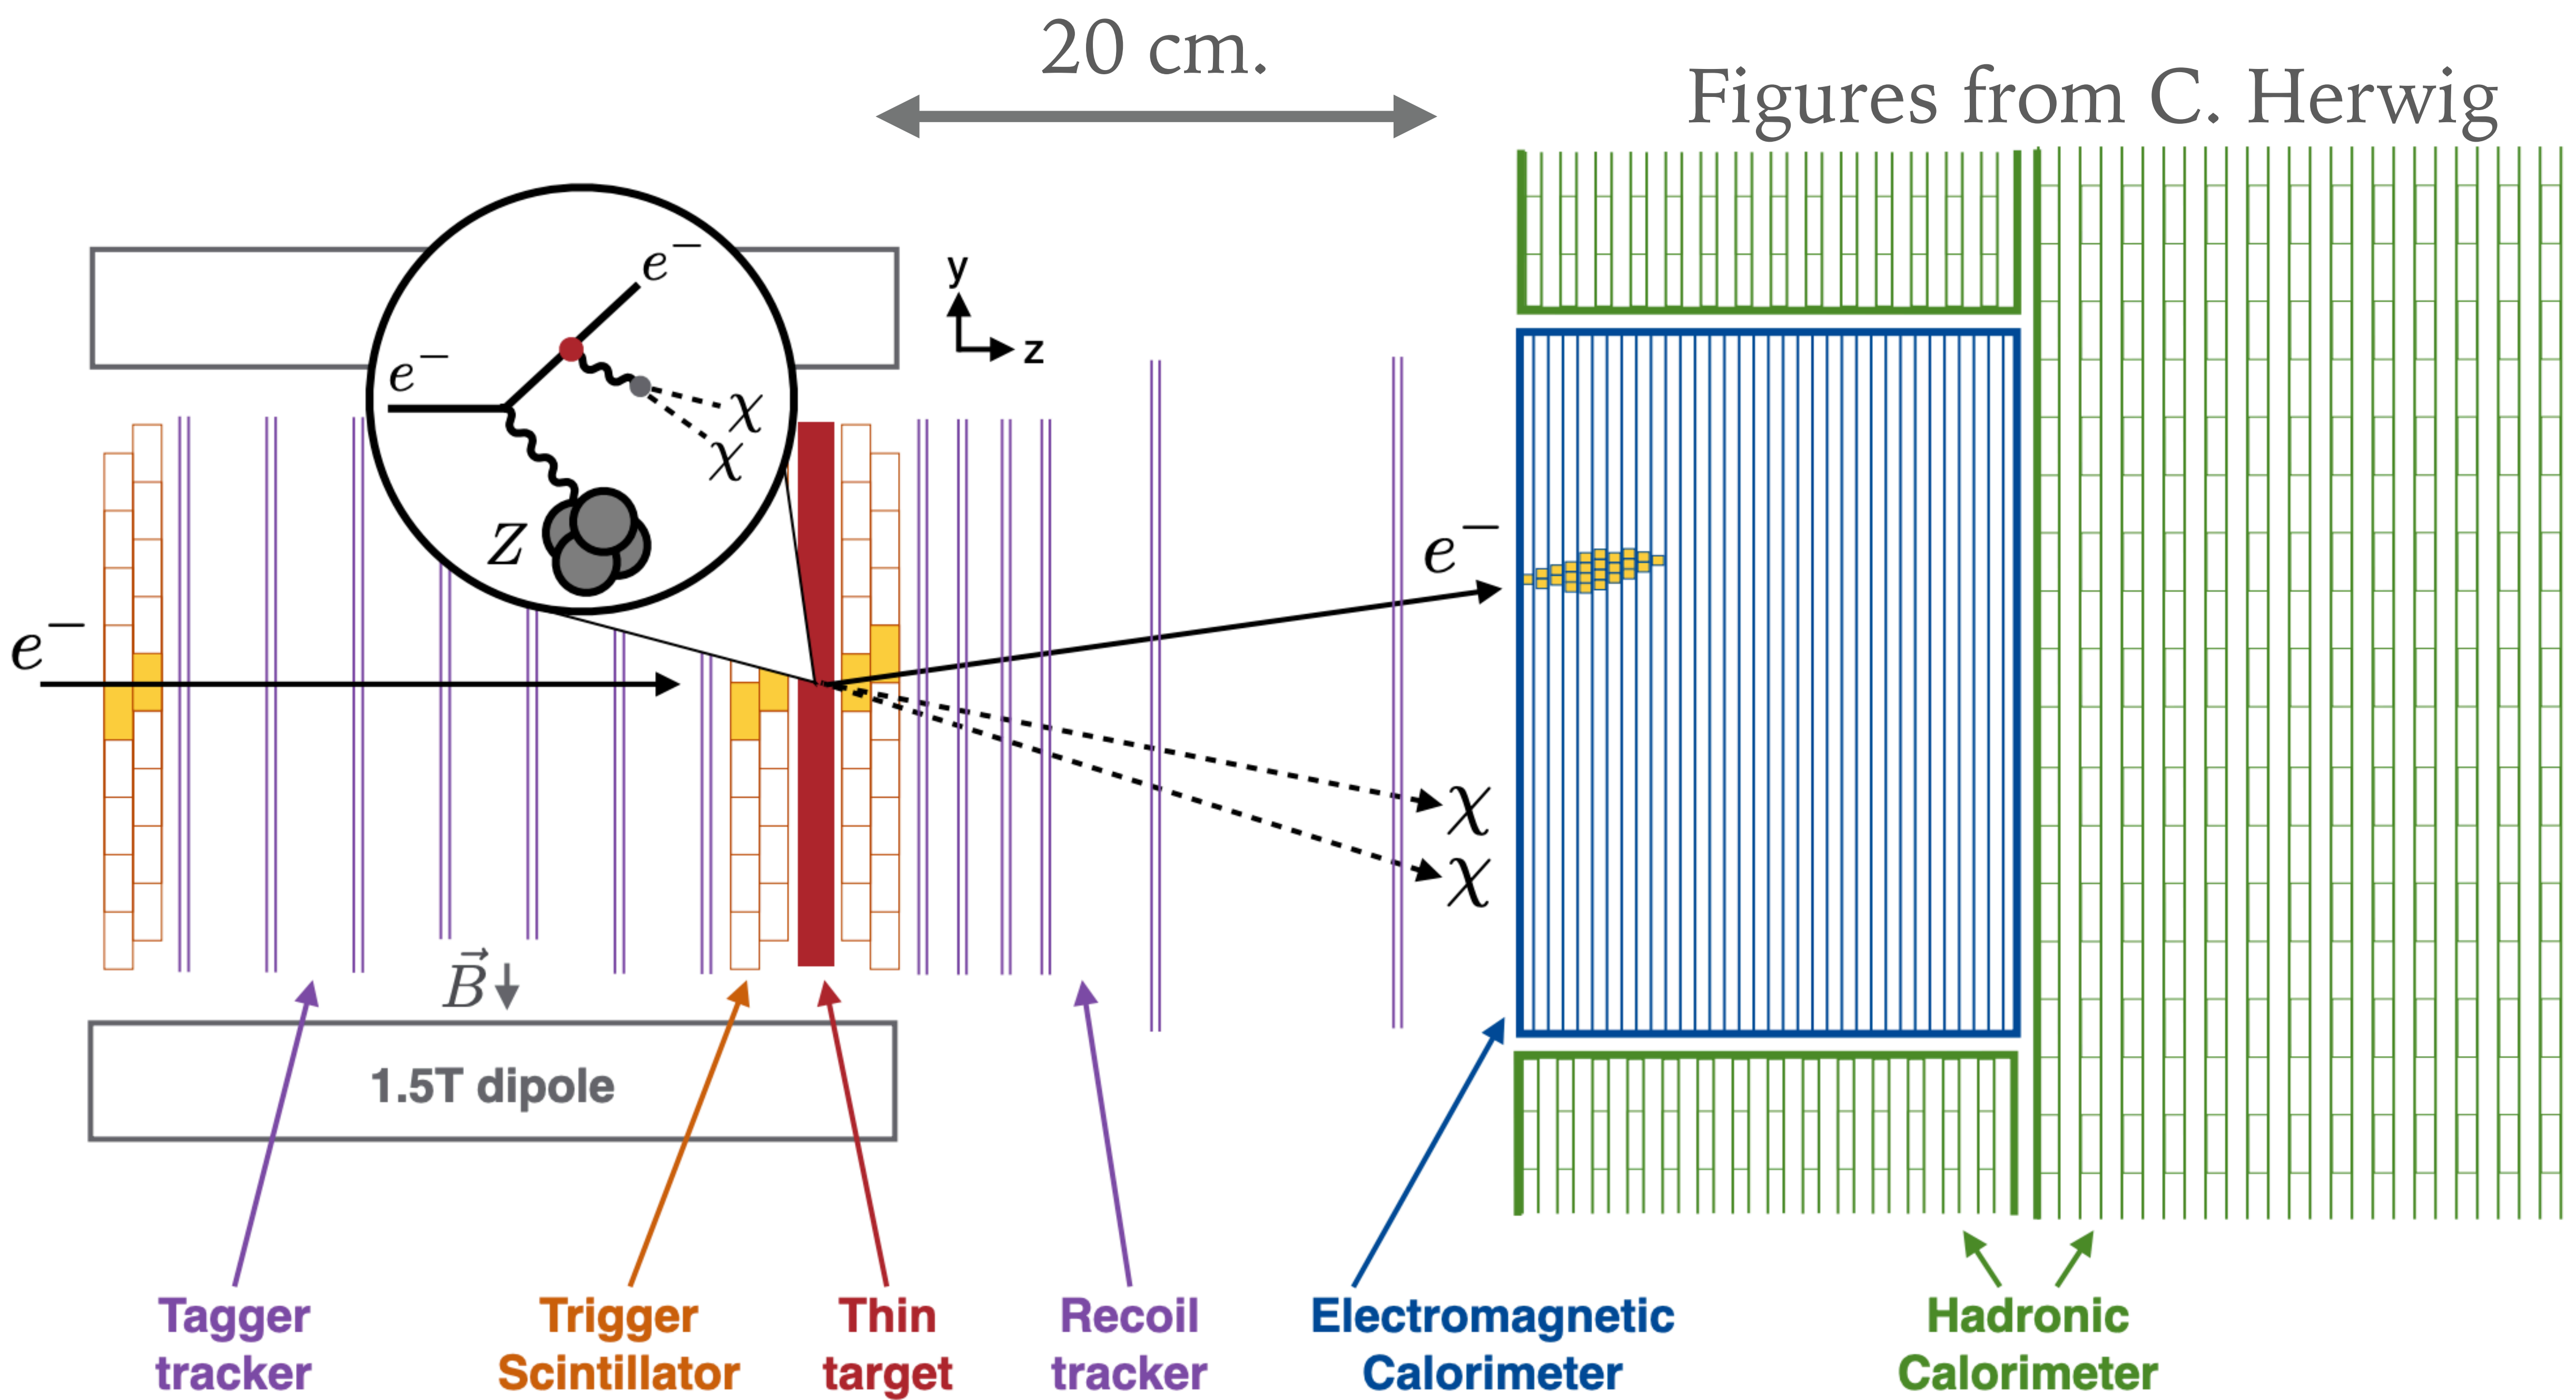 20 cm.
Figures from C. Herwig
y
z
e⁻
e⁻
χ
χ
Z
e⁻
e⁻
χ
χ
B⃗
1.5T dipole
Tagger
tracker
Trigger
Scintillator
Thin
target
Recoil
tracker
Electromagnetic
Calorimeter
Hadronic
Calorimeter